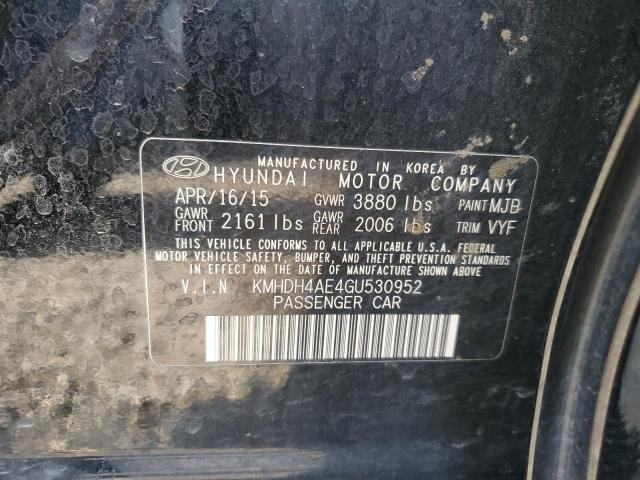 MANUFACTURED IN KOREA BY
HYUNDAI MOTOR COMPANY
APR/16/15 GVWR 3880 lbs PAINT MJB
GAWR FRONT 2161 lbs GAWR REAR 2006 lbs TRIM VYF
THIS VEHICLE CONFORMS TO ALL APPLICABLE U.S.A. FEDERAL
MOTOR VEHICLE SAFETY, BUMPER, AND THEFT PREVENTION STANDARDS
IN EFFECT ON THE DATE OF MANUFACTURE SHOWN ABOVE.
V.I.N KMHDH4AE4GU530952
PASSENGER CAR